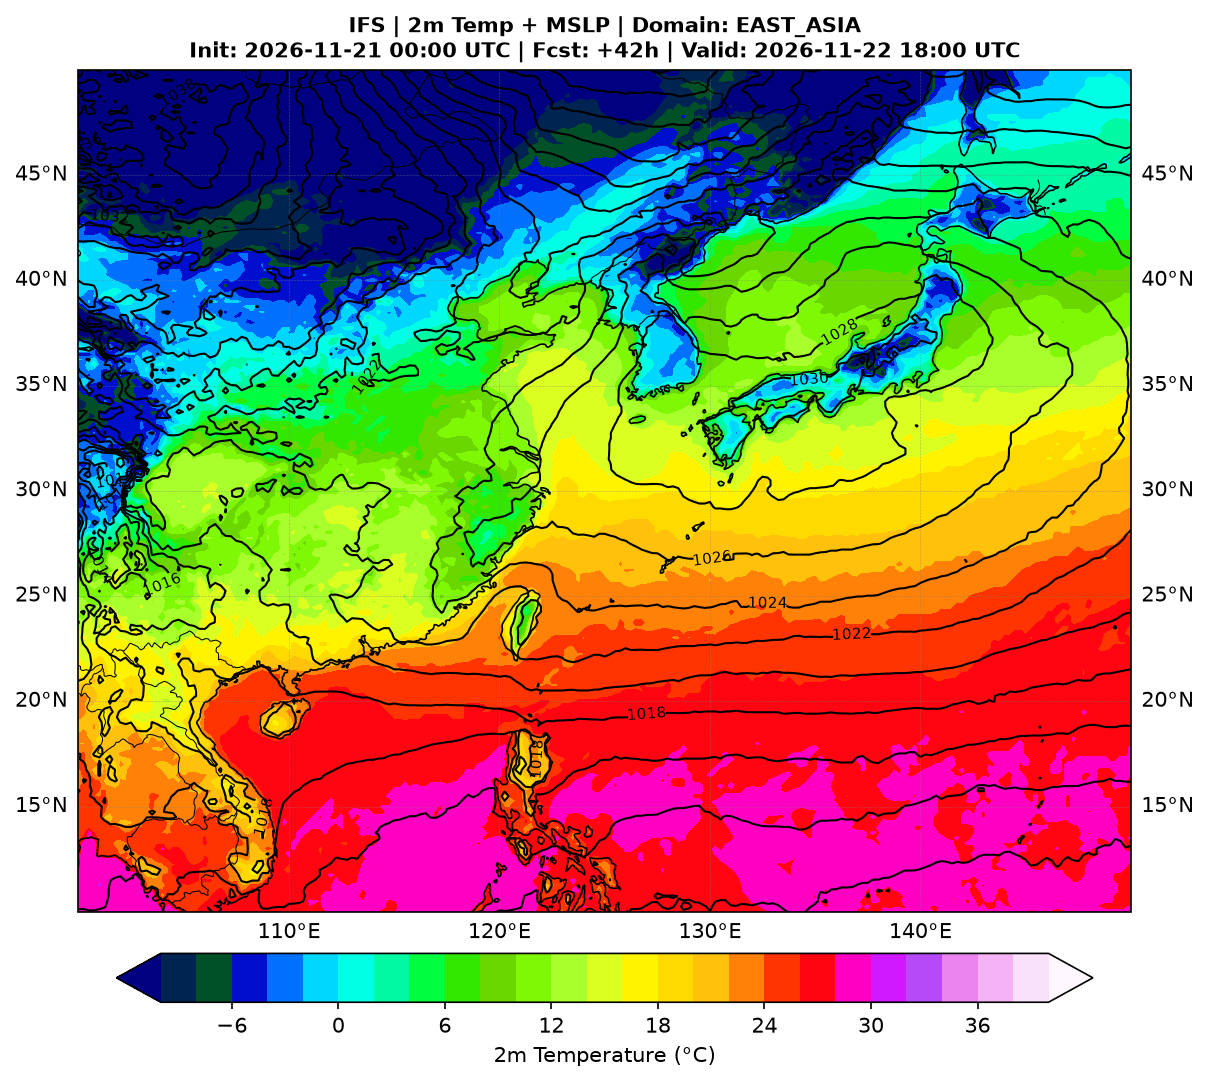 IFS | 2m Temp + MSLP | Domain: EAST_ASIA
Init: 2026-11-21 00:00 UTC | Fcst: +42h | Valid: 2026-11-22 18:00 UTC
1036
45°N 45°N
40°N 40°N
1028
1022
1030
35°N 35°N
30°N 30°N
1026
1016
25°N 1024 25°N
1022
20°N 20°N
1018
1018
1018
15°N 15°N
110°E 120°E 130°E 140°E
−6 0 6 12 18 24 30 36
2m Temperature (°C)